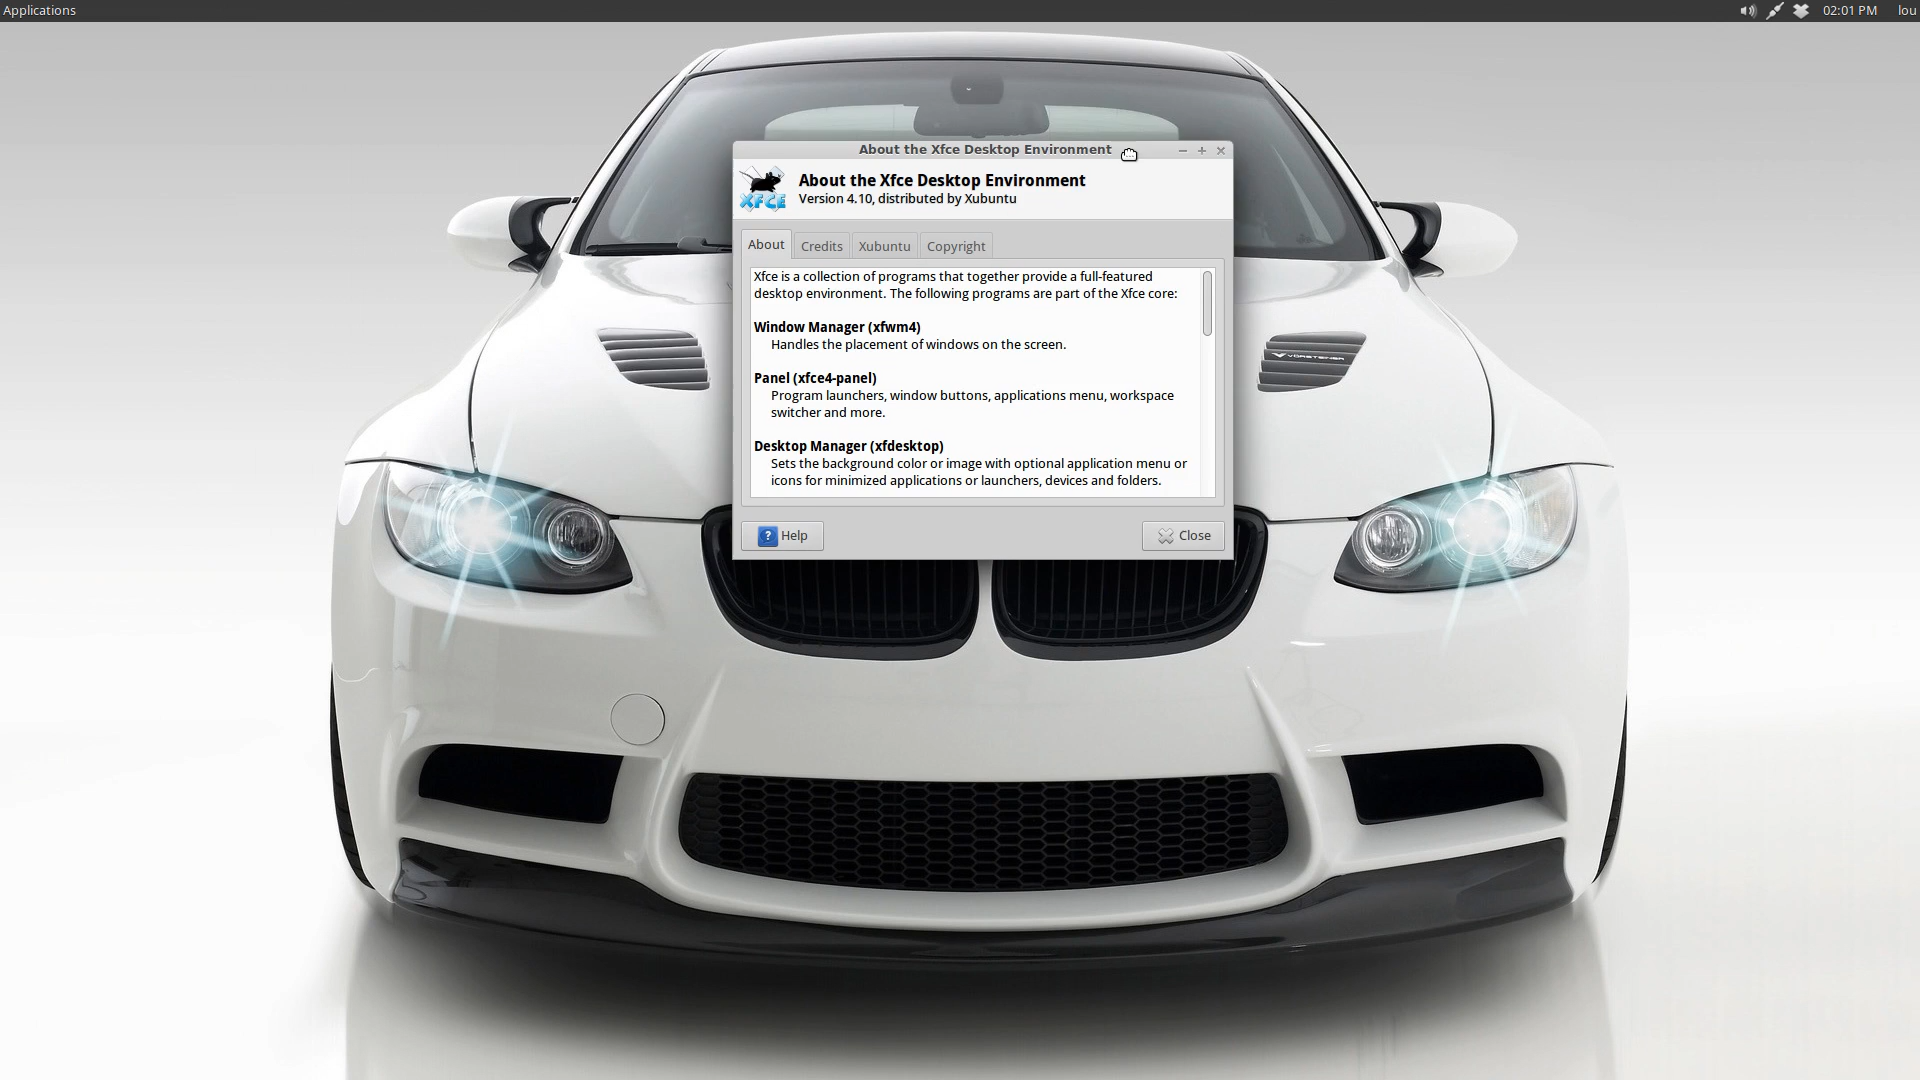 Applications
02:01 PM lou
About the Xfce Desktop Environment
XFCE
About the Xfce Desktop Environment
Version 4.10, distributed by Xubuntu
About Credits Xubuntu Copyright
Xfce is a collection of programs that together provide a full-featured
desktop environment. The following programs are part of the Xfce core:
Window Manager (xfwm4)
Handles the placement of windows on the screen.
Panel (xfce4-panel)
Program launchers, window buttons, applications menu, workspace
switcher and more.
Desktop Manager (xfdesktop)
Sets the background color or image with optional application menu or
icons for minimized applications or launchers, devices and folders.
VORSTEINER
? Help
Close